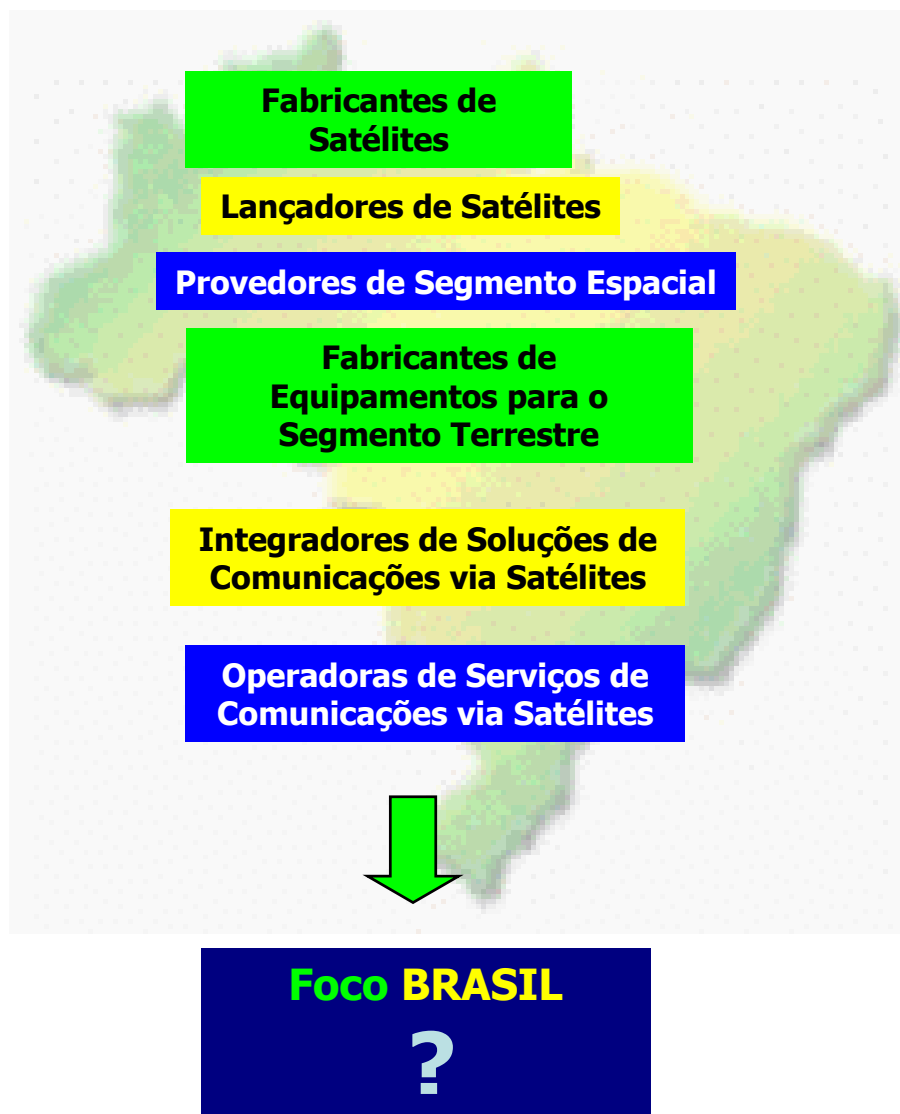 Fabricantes de
Satélites
Lançadores de Satélites
Provedores de Segmento Espacial
Fabricantes de
Equipamentos para o
Segmento Terrestre
Integradores de Soluções de
Comunicações via Satélites
Operadoras de Serviços de
Comunicações via Satélites
Foco BRASIL
?